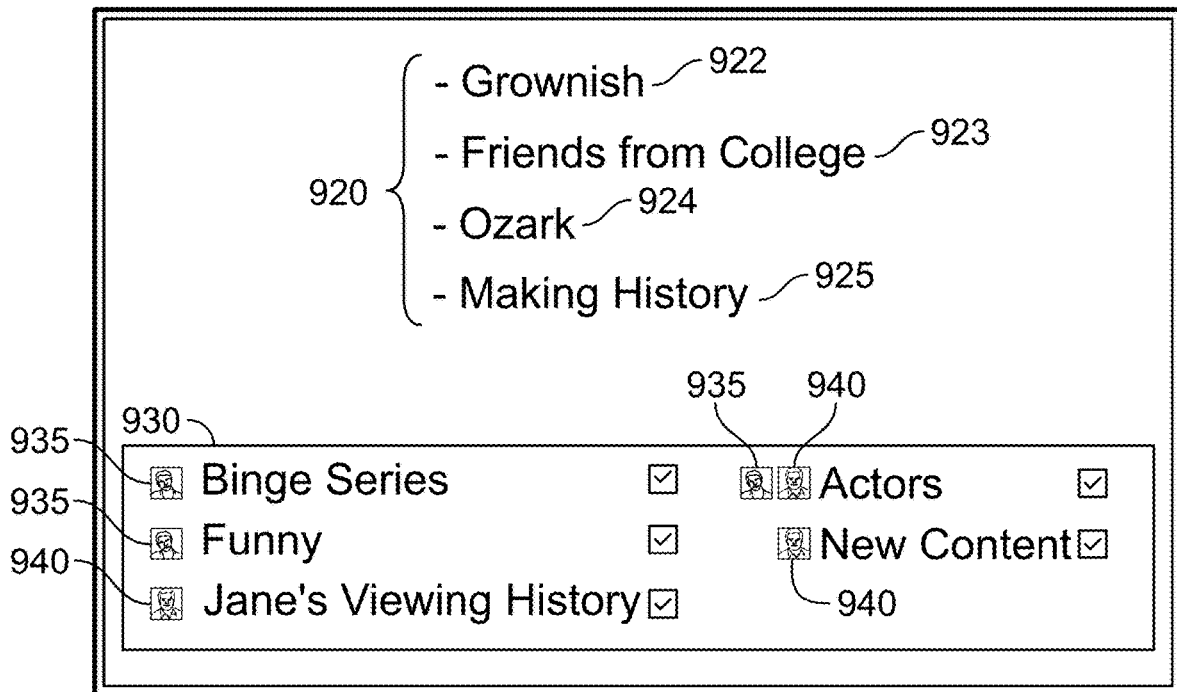 - Grownish 922
- Friends from College 923
920
- Ozark 924
- Making History 925
935 940
930
935 Binge Series Actors
935 Funny New Content
940 Jane's Viewing History 940